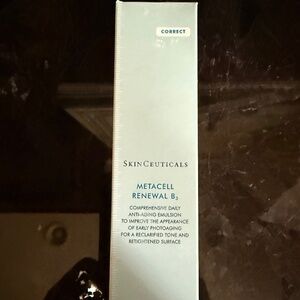 CORRECT
SKINCEUTICALS
METACELL
RENEWAL B₃
COMPREHENSIVE DAILY
ANTI-AGING EMULSION
TO IMPROVE THE APPEARANCE
OF EARLY PHOTOAGING
FOR A RECLARIFIED TONE AND
RETIGHTENED SURFACE